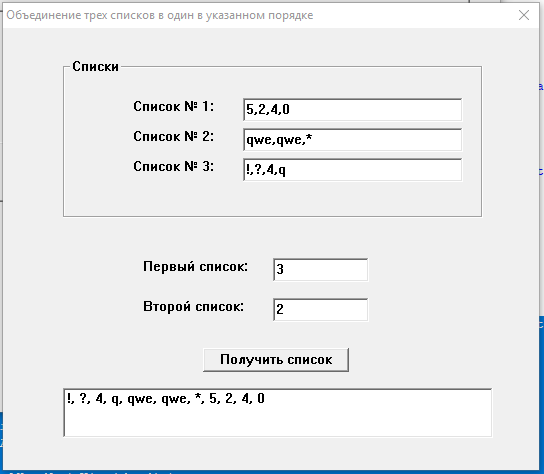 Объединение трех списков в один в указанном порядке
Списки
Список № 1: 5,2,4,0
Список № 2: qwe,qwe,*
Список № 3: !,?,4,q
Первый список: 3
Второй список: 2
Получить список
!, ?, 4, q, qwe, qwe, *, 5, 2, 4, 0